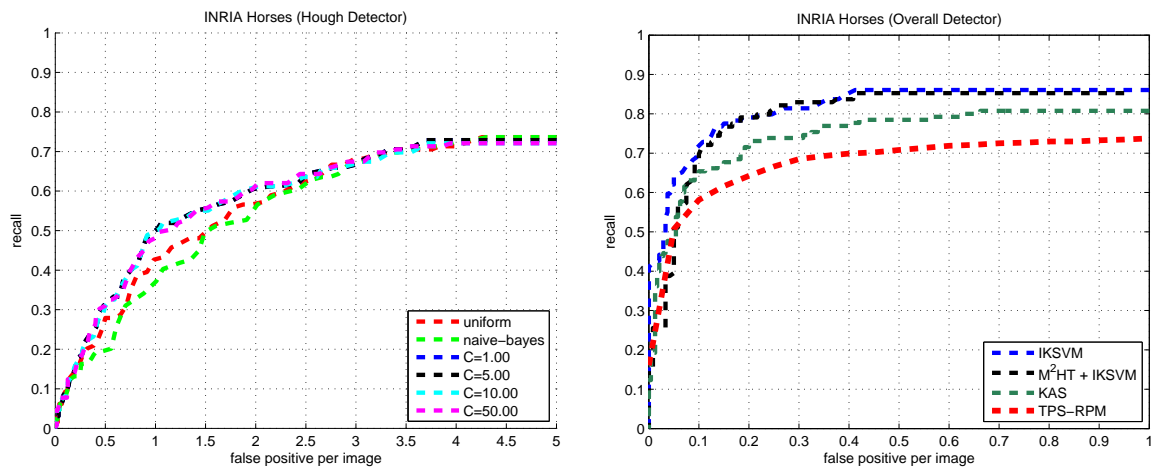 INRIA Horses (Hough Detector)
1
0.9
0.8
0.7
0.6
0.5
0.4
0.3
0.2
0.1
0
recall
0 0.5 1 1.5 2 2.5 3 3.5 4 4.5 5
false positive per image
uniform
naive−bayes
C=1.00
C=5.00
C=10.00
C=50.00
INRIA Horses (Overall Detector)
1
0.9
0.8
0.7
0.6
0.5
0.4
0.3
0.2
0.1
0
recall
0 0.1 0.2 0.3 0.4 0.5 0.6 0.7 0.8 0.9 1
false positive per image
IKSVM
M²HT + IKSVM
KAS
TPS−RPM